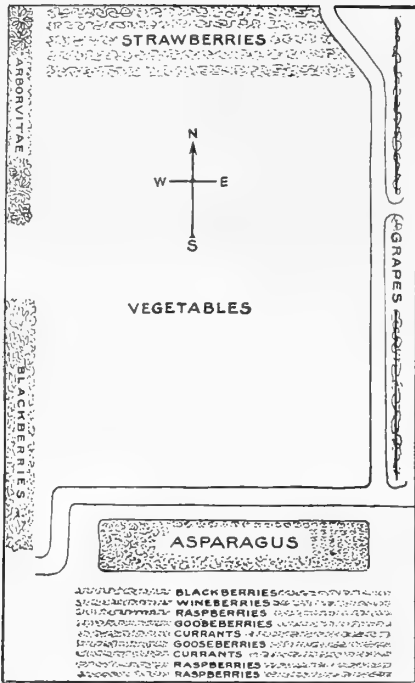 STRAWBERRIES
ARBORVITAE
N
W E
S
GRAPES
VEGETABLES
BLACKBERRIES
ASPARAGUS
BLACKBERRIES
WINEBERRIES
RASPBERRIES
GOOBEBERRIES
CURRANTS
GOOSEBERRIES
CURRANTS
RASPBERRIES
RASPBERRIES